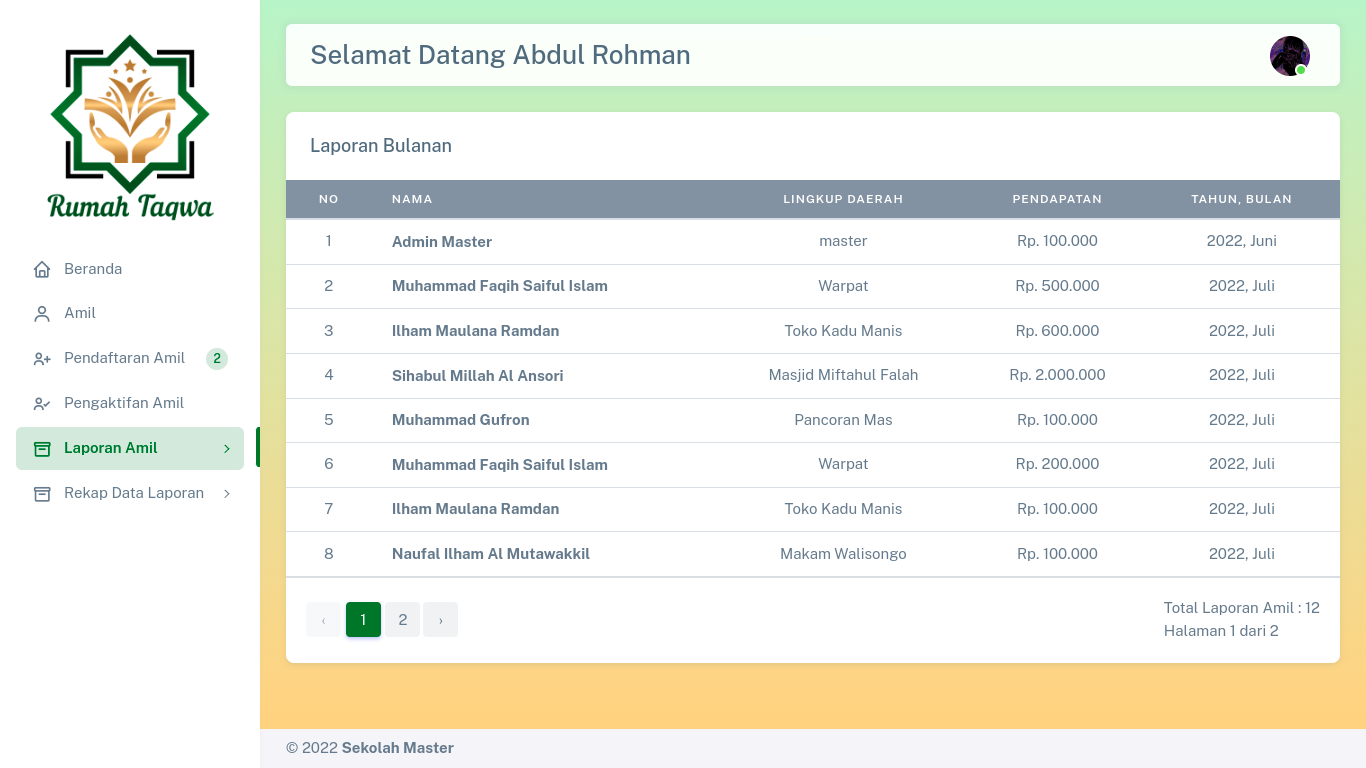 Rumah Taqwa
Beranda
Amil
Pendaftaran Amil 2
Pengaktifan Amil
Laporan Amil
Rekap Data Laporan
Selamat Datang Abdul Rohman
Laporan Bulanan
NO NAMA LINGKUP DAERAH PENDAPATAN TAHUN, BULAN
1 Admin Master master Rp. 100.000 2022, Juni
2 Muhammad Faqih Saiful Islam Warpat Rp. 500.000 2022, Juli
3 Ilham Maulana Ramdan Toko Kadu Manis Rp. 600.000 2022, Juli
4 Sihabul Millah Al Ansori Masjid Miftahul Falah Rp. 2.000.000 2022, Juli
5 Muhammad Gufron Pancoran Mas Rp. 100.000 2022, Juli
6 Muhammad Faqih Saiful Islam Warpat Rp. 200.000 2022, Juli
7 Ilham Maulana Ramdan Toko Kadu Manis Rp. 100.000 2022, Juli
8 Naufal Ilham Al Mutawakkil Makam Walisongo Rp. 100.000 2022, Juli
‹ 1 2 ›
Total Laporan Amil : 12
Halaman 1 dari 2
© 2022 Sekolah Master